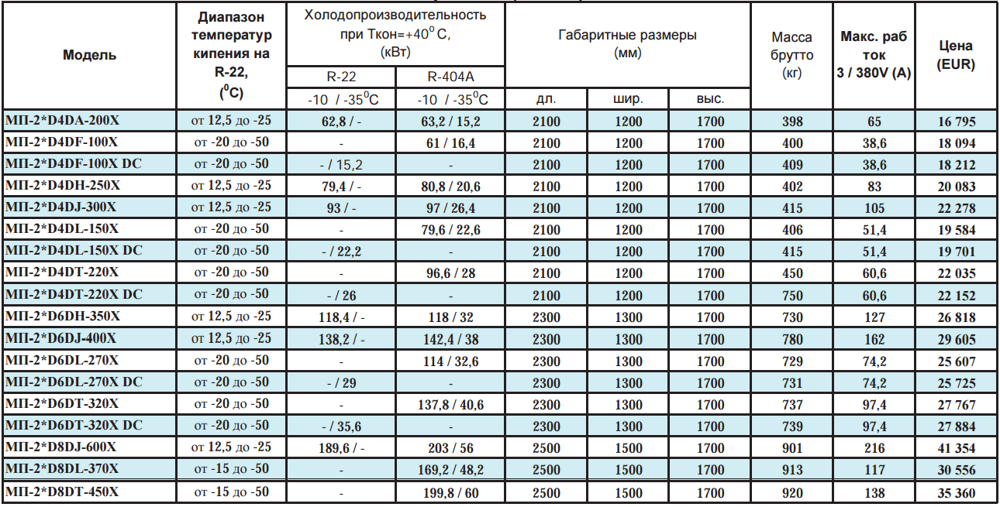 Модель
Диапазон
температур
кипения на
R-22,
(⁰C)
Холодопроизводительность
при Ткон=+40⁰ C,
(кВт)
R-22
R-404A
-10 / -35⁰C
-10 / -35⁰C
Габаритные размеры
(мм)
дл.
шир.
выс.
Масса
брутто
(кг)
Макс. раб
ток
3 / 380V (A)
Цена
(EUR)
МП-2*D4DA-200X от 12,5 до -25 62,8 / - 63,2 / 15,2 2100 1200 1700 398 65 16 795
МП-2*D4DF-100X от -20 до -50 - 61 / 16,4 2100 1200 1700 400 38,6 18 094
МП-2*D4DF-100X DC от -20 до -50 - / 15,2 - 2100 1200 1700 409 38,6 18 212
МП-2*D4DH-250X от 12,5 до -25 79,4 / - 80,8 / 20,6 2100 1200 1700 402 83 20 083
МП-2*D4DJ-300X от 12,5 до -25 93 / - 97 / 26,4 2100 1200 1700 415 105 22 278
МП-2*D4DL-150X от -20 до -50 - 79,6 / 22,6 2100 1200 1700 406 51,4 19 584
МП-2*D4DL-150X DC от -20 до -50 - / 22,2 - 2100 1200 1700 415 51,4 19 701
МП-2*D4DT-220X от -20 до -50 - 96,6 / 28 2100 1200 1700 450 60,6 22 035
МП-2*D4DT-220X DC от -20 до -50 - / 26 - 2100 1200 1700 750 60,6 22 152
МП-2*D6DH-350X от 12,5 до -25 118,4 / - 118 / 32 2300 1300 1700 730 127 26 818
МП-2*D6DJ-400X от 12,5 до -25 138,2 / - 142,4 / 38 2300 1300 1700 780 162 29 605
МП-2*D6DL-270X от -20 до -50 - 114 / 32,6 2300 1300 1700 729 74,2 25 607
МП-2*D6DL-270X DC от -20 до -50 - / 29 - 2300 1300 1700 731 74,2 25 725
МП-2*D6DT-320X от -20 до -50 - 137,8 / 40,6 2300 1300 1700 737 97,4 27 767
МП-2*D6DT-320X DC от -20 до -50 - / 35,6 - 2300 1300 1700 739 97,4 27 884
МП-2*D8DJ-600X от 12,5 до -25 189,6 / - 203 / 56 2500 1500 1700 901 216 41 354
МП-2*D8DL-370X от -15 до -50 - 169,2 / 48,2 2500 1500 1700 913 117 30 556
МП-2*D8DT-450X от -15 до -50 - 199,8 / 60 2500 1500 1700 920 138 35 360